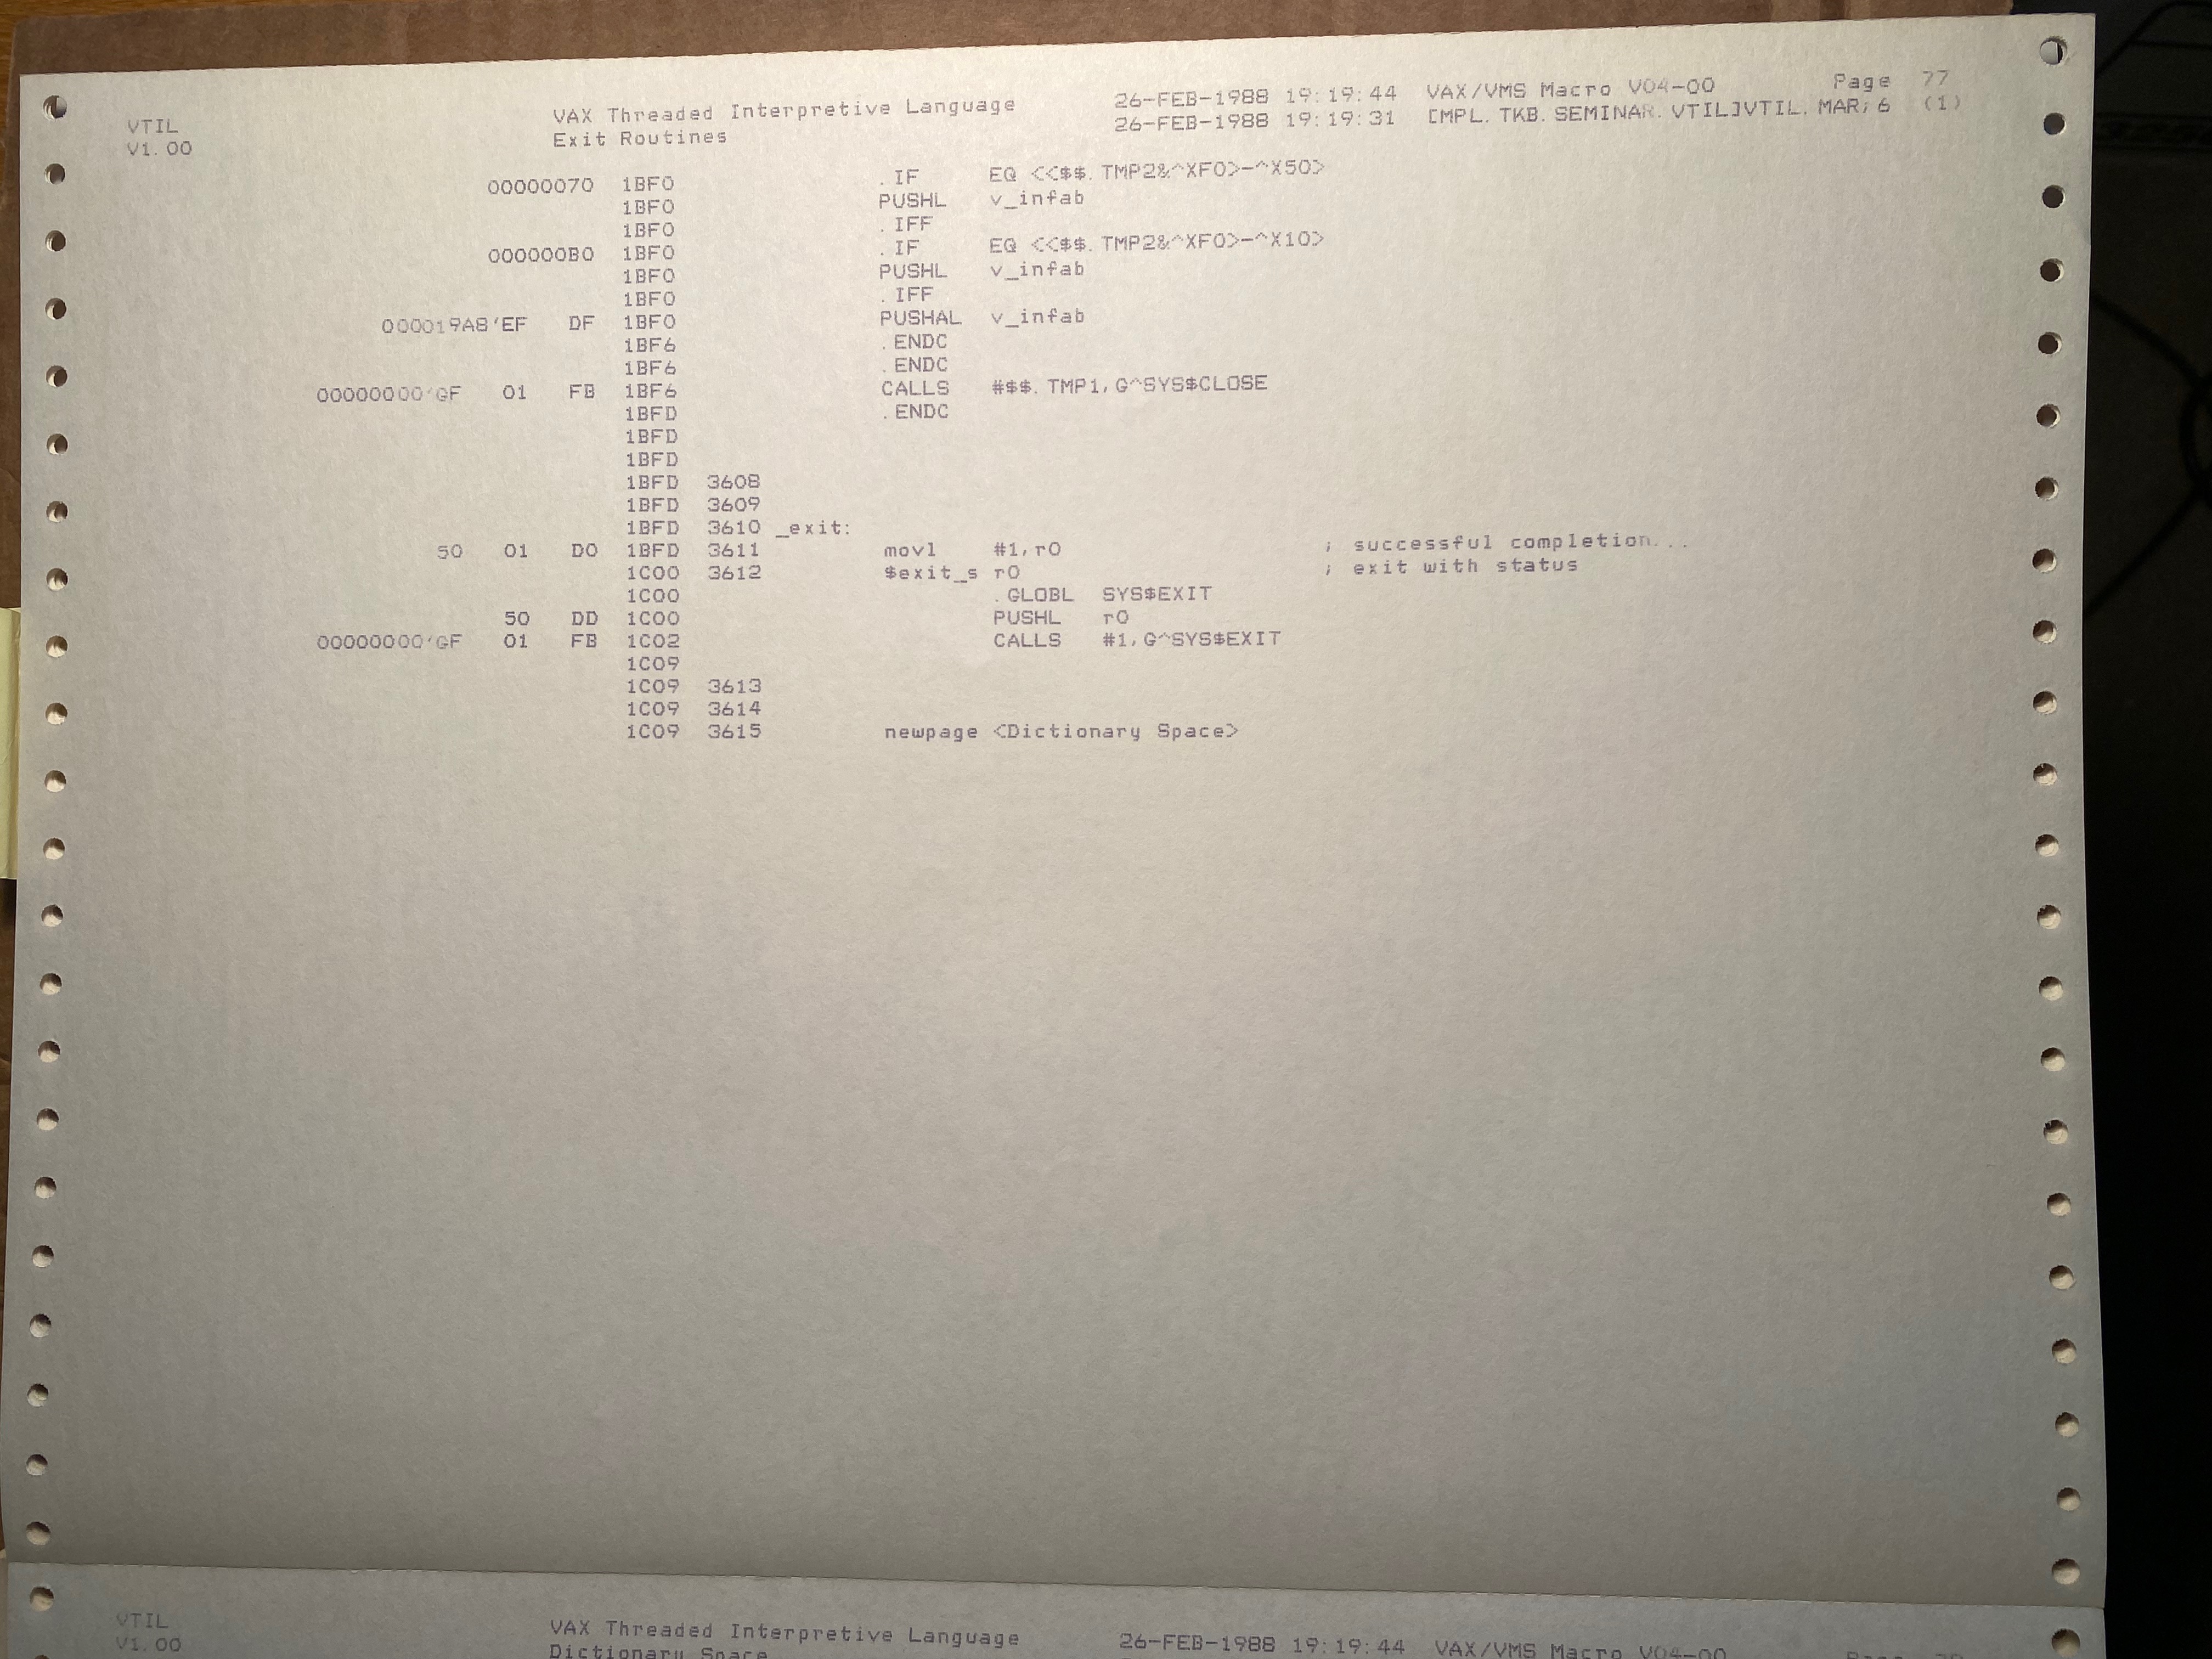 VTIL                VAX Threaded Interpretive Language    26-FEB-1988 19:19:44  VAX/VMS Macro V04-00    Page 77
V1.00               Exit Routines    26-FEB-1988 19:19:31  [MPL.TKB.SEMINAR.VTIL]VTIL.MAR;6  (1)
00000070 1BF0 .IF EQ <<$$.TMP2&^XF0>-^X50>
1BF0 PUSHL v_infab
1BF0 .IFF
000000B0 1BF0 .IF EQ <<$$.TMP2&^XF0>-^X10>
1BF0 PUSHL v_infab
1BF0 .IFF
000019A8'EF DF 1BF0 PUSHAL v_infab
1BF6 .ENDC
1BF6 .ENDC
00000000'GF 01 FB 1BF6 CALLS #$$.TMP1,G^SYS$CLOSE
1BFD .ENDC
1BFD
1BFD
1BFD 3608
1BFD 3609
1BFD 3610 _exit:
50 01 D0 1BFD 3611 movl #1,r0 ; successful completion...
1C00 3612 $exit_s r0 ; exit with status
1C00 .GLOBL SYS$EXIT
50 DD 1C00 PUSHL r0
00000000'GF 01 FB 1C02 CALLS #1,G^SYS$EXIT
1C09
1C09 3613
1C09 3614
1C09 3615 newpage <Dictionary Space>
VTIL                VAX Threaded Interpretive Language    26-FEB-1988 19:19:44  VAX/VMS Macro V04-00    Page
V1.00               Dictionary Space